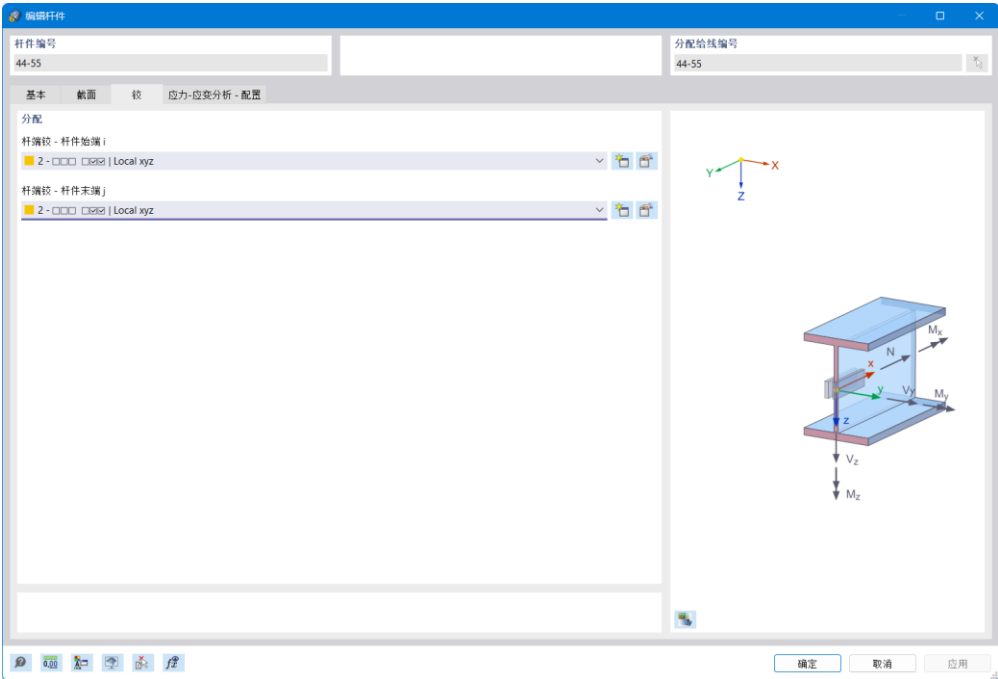 编辑杆件
杆件编号
44-55
分配给线编号
44-55
基本 截面 铰 应力-应变分析 - 配置
分配
杆端铰 - 杆件始端 i
2 - ☐☐☐ ☐☑☑ | Local xyz
杆端铰 - 杆件末端 j
2 - ☐☐☐ ☐☑☑ | Local xyz
X
Y
Z
Mx
N
x
y
Vy
My
z
Vz
Mz
0,00
确定 取消 应用